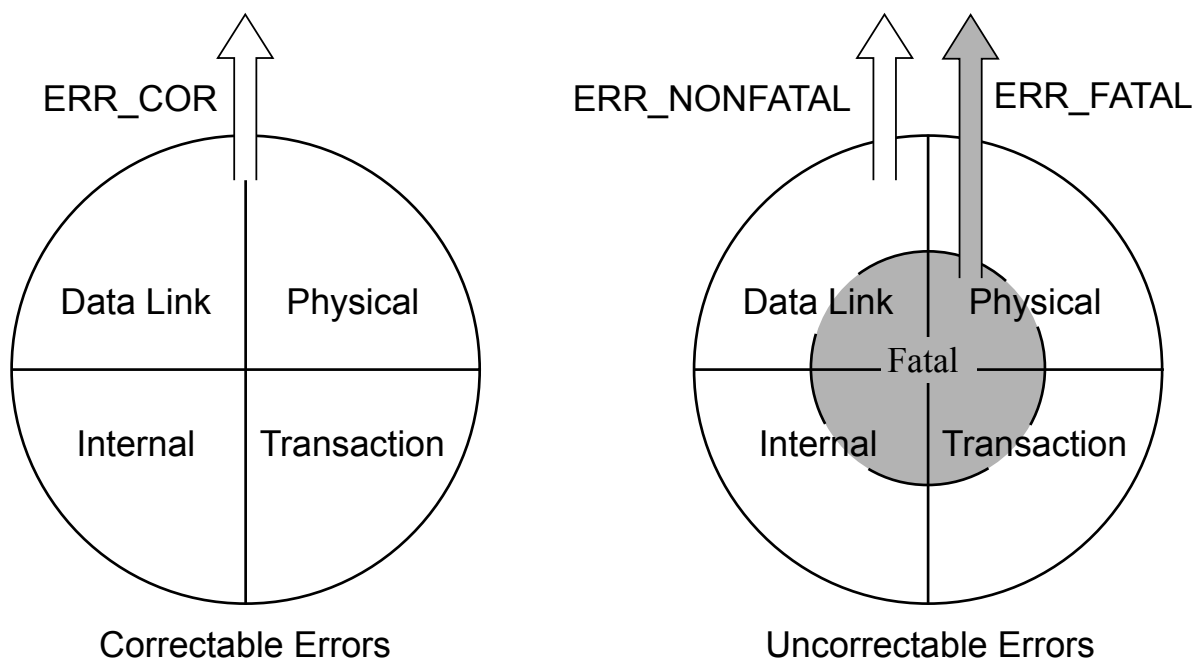 ERR_COR
Data Link
Physical
Internal
Transaction
Correctable Errors
ERR_NONFATAL
ERR_FATAL
Data Link
Physical
Fatal
Internal
Transaction
Uncorrectable Errors